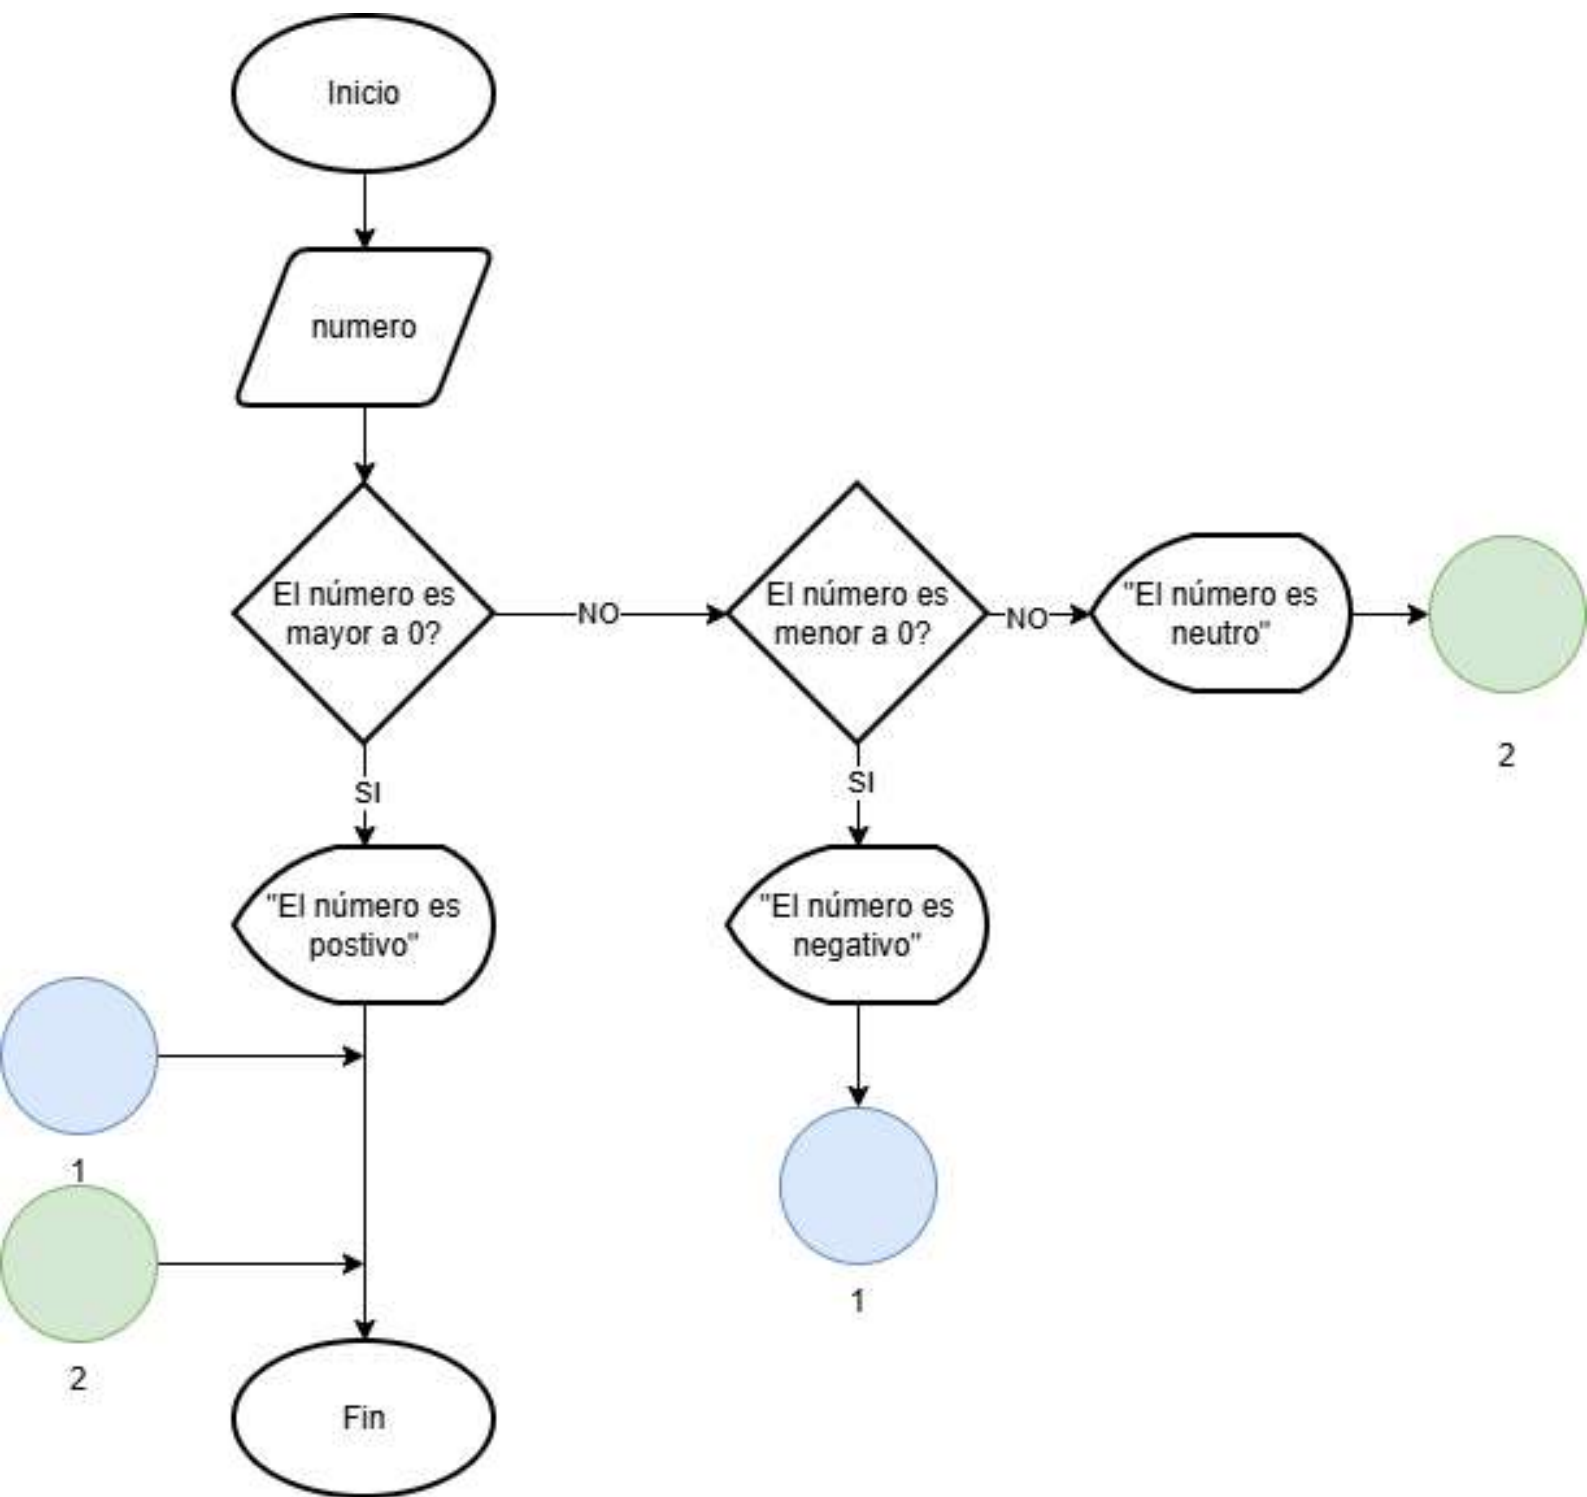 Inicio
numero
El número es
mayor a 0?
NO
El número es
menor a 0?
NO
"El número es
neutro"
2
SI
SI
"El número es
postivo"
"El número es
negativo"
1
2
1
Fin